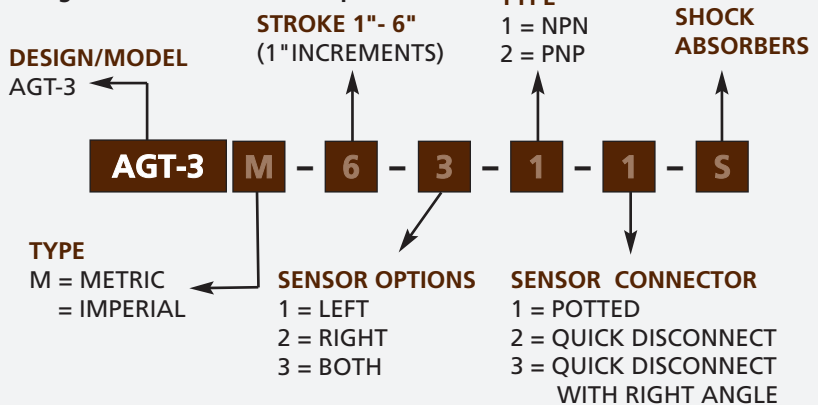 STROKE 1"- 6"
(1"INCREMENTS)
1 = NPN
2 = PNP
SHOCK
ABSORBERS
DESIGN/MODEL
AGT-3
AGT-3 M - 6 - 3 - 1 - 1 - S
TYPE
M = METRIC
= IMPERIAL
SENSOR OPTIONS
1 = LEFT
2 = RIGHT
3 = BOTH
SENSOR CONNECTOR
1 = POTTED
2 = QUICK DISCONNECT
3 = QUICK DISCONNECT
WITH RIGHT ANGLE